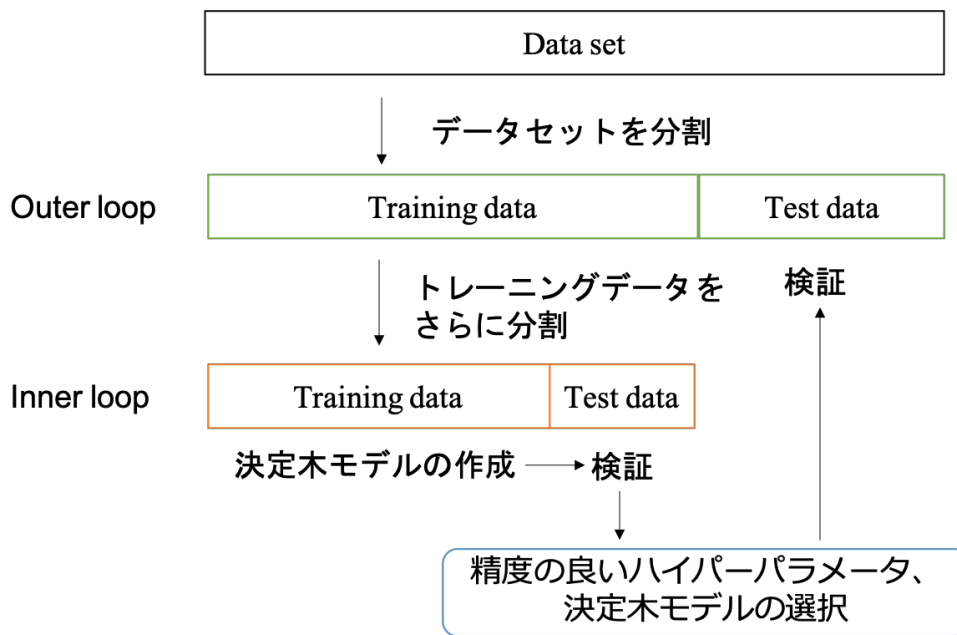 Data set
データセットを分割
Outer loop
Training data
Test data
トレーニングデータを
さらに分割
検証
Inner loop
Training data
Test data
決定木モデルの作成
検証
精度の良いハイパーパラメータ、
決定木モデルの選択